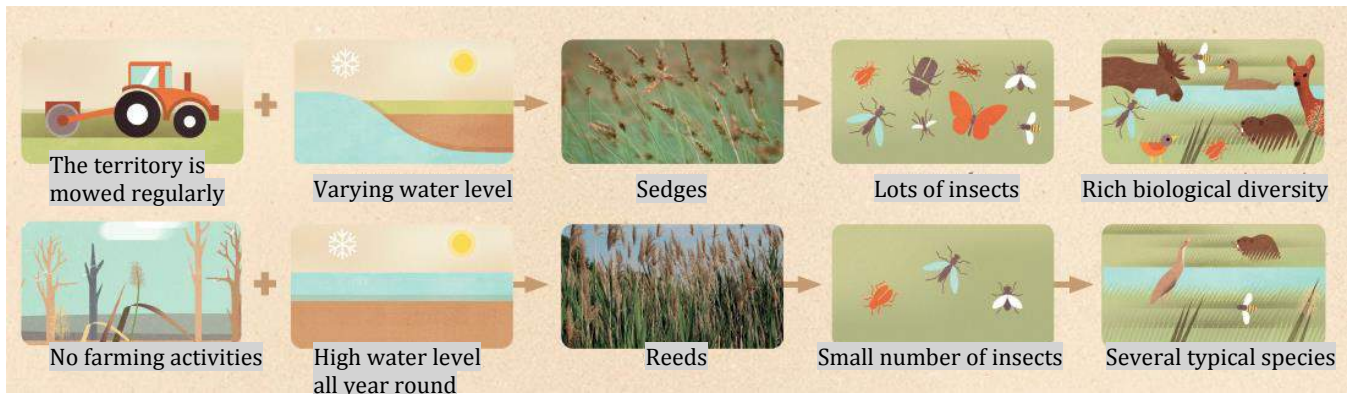 The territory is
mowed regularly
Varying water level
Sedges
Lots of insects
Rich biological diversity
No farming activities
High water level
all year round
Reeds
Small number of insects
Several typical species